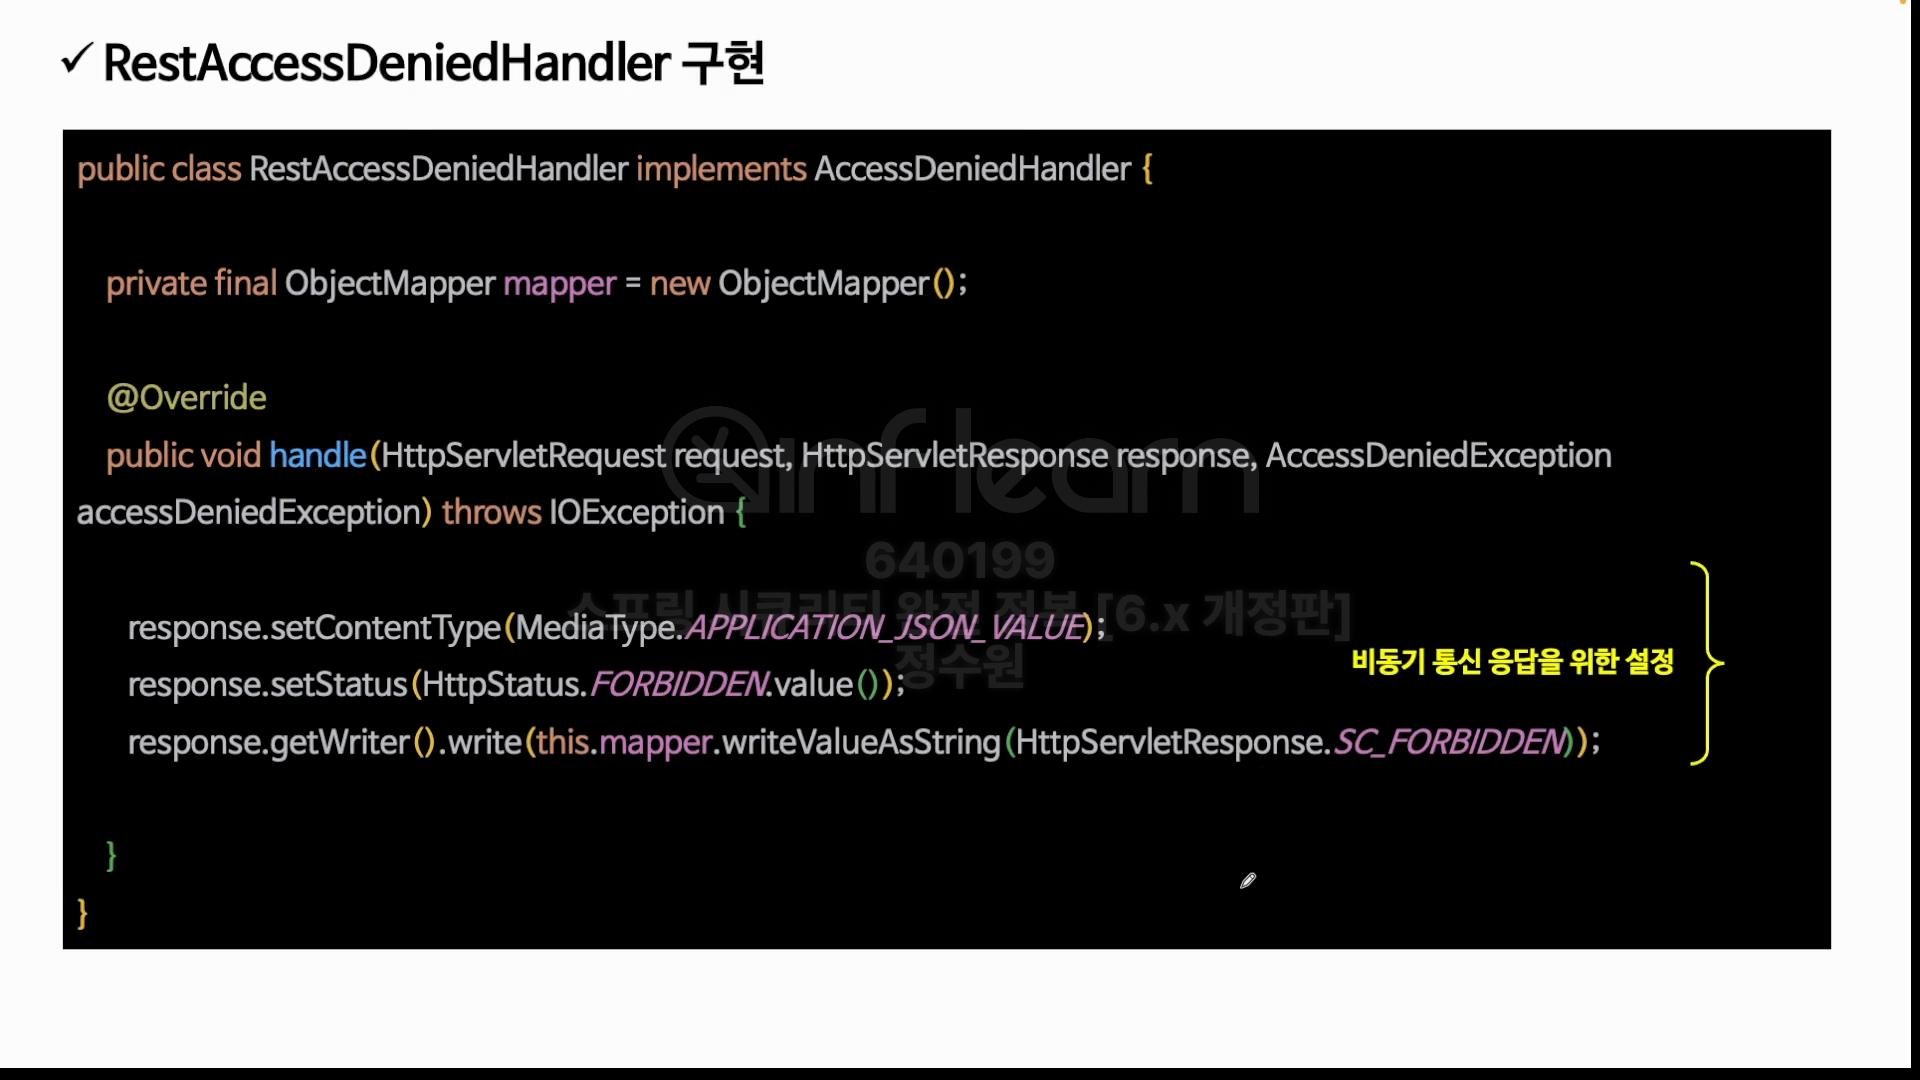 ✓ RestAccessDeniedHandler 구현
public class RestAccessDeniedHandler implements AccessDeniedHandler {
private final ObjectMapper mapper = new ObjectMapper();
@Override
public void handle(HttpServletRequest request, HttpServletResponse response, AccessDeniedException
accessDeniedException) throws IOException {
inflearn
640199
스프링 시큐리티 완전 정복 [6.x 개정판]
정수원
response.setContentType(MediaType.APPLICATION_JSON_VALUE);
response.setStatus(HttpStatus.FORBIDDEN.value());
비동기 통신 응답을 위한 설정
response.getWriter().write(this.mapper.writeValueAsString(HttpServletResponse.SC_FORBIDDEN));
}
}